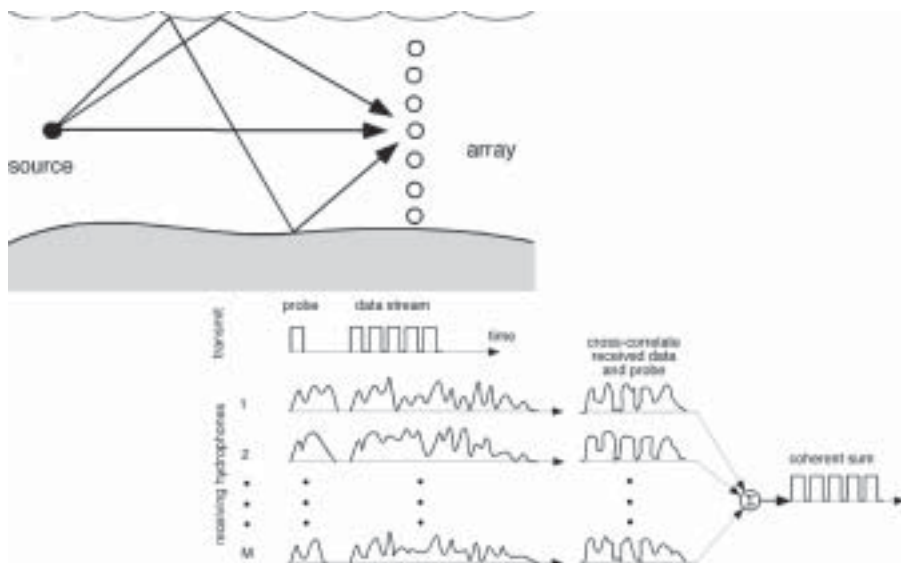 source
array
probe data stream
transmit
time
cross-correlate
received data
and probe
receiving hydrophones
1
2
M
coherent sum
Σ